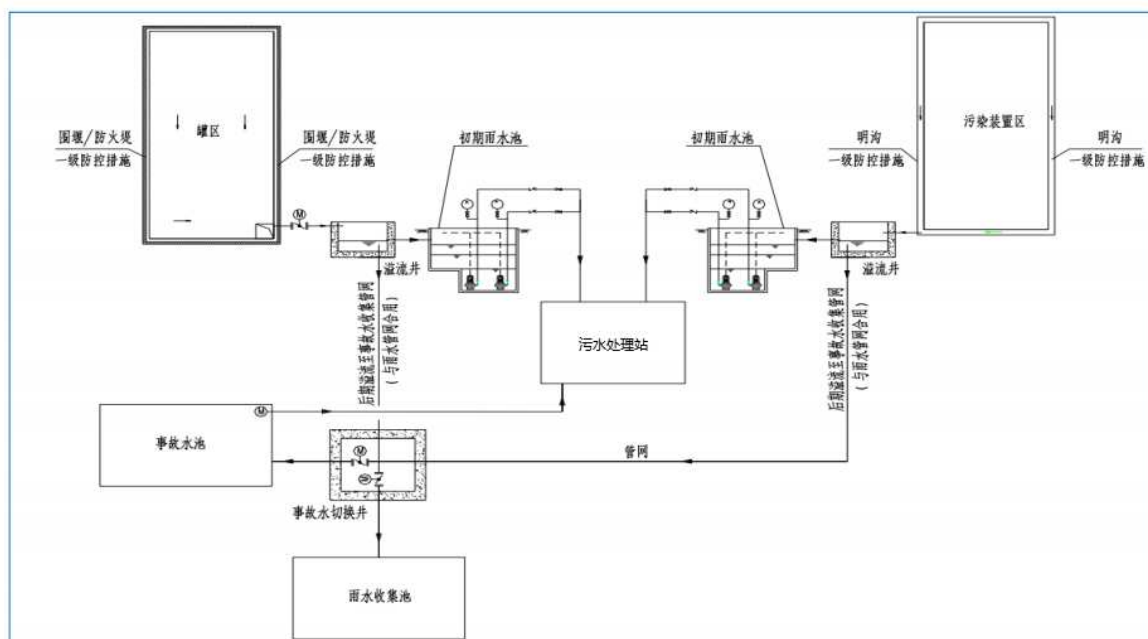 罐区
围堰/防火堤
一级防控措施
围堰/防火堤
一级防控措施
初期雨水池
初期雨水池
明沟
一级防控措施
污染装置区
明沟
一级防控措施
M
溢流井
溢流井
后期溢流至事故水收集管网
(与雨水管网合用)
后期溢流至事故水收集管网
(与雨水管网合用)
污水处理站
事故水池
M
M
M
管网
事故水切换井
雨水收集池